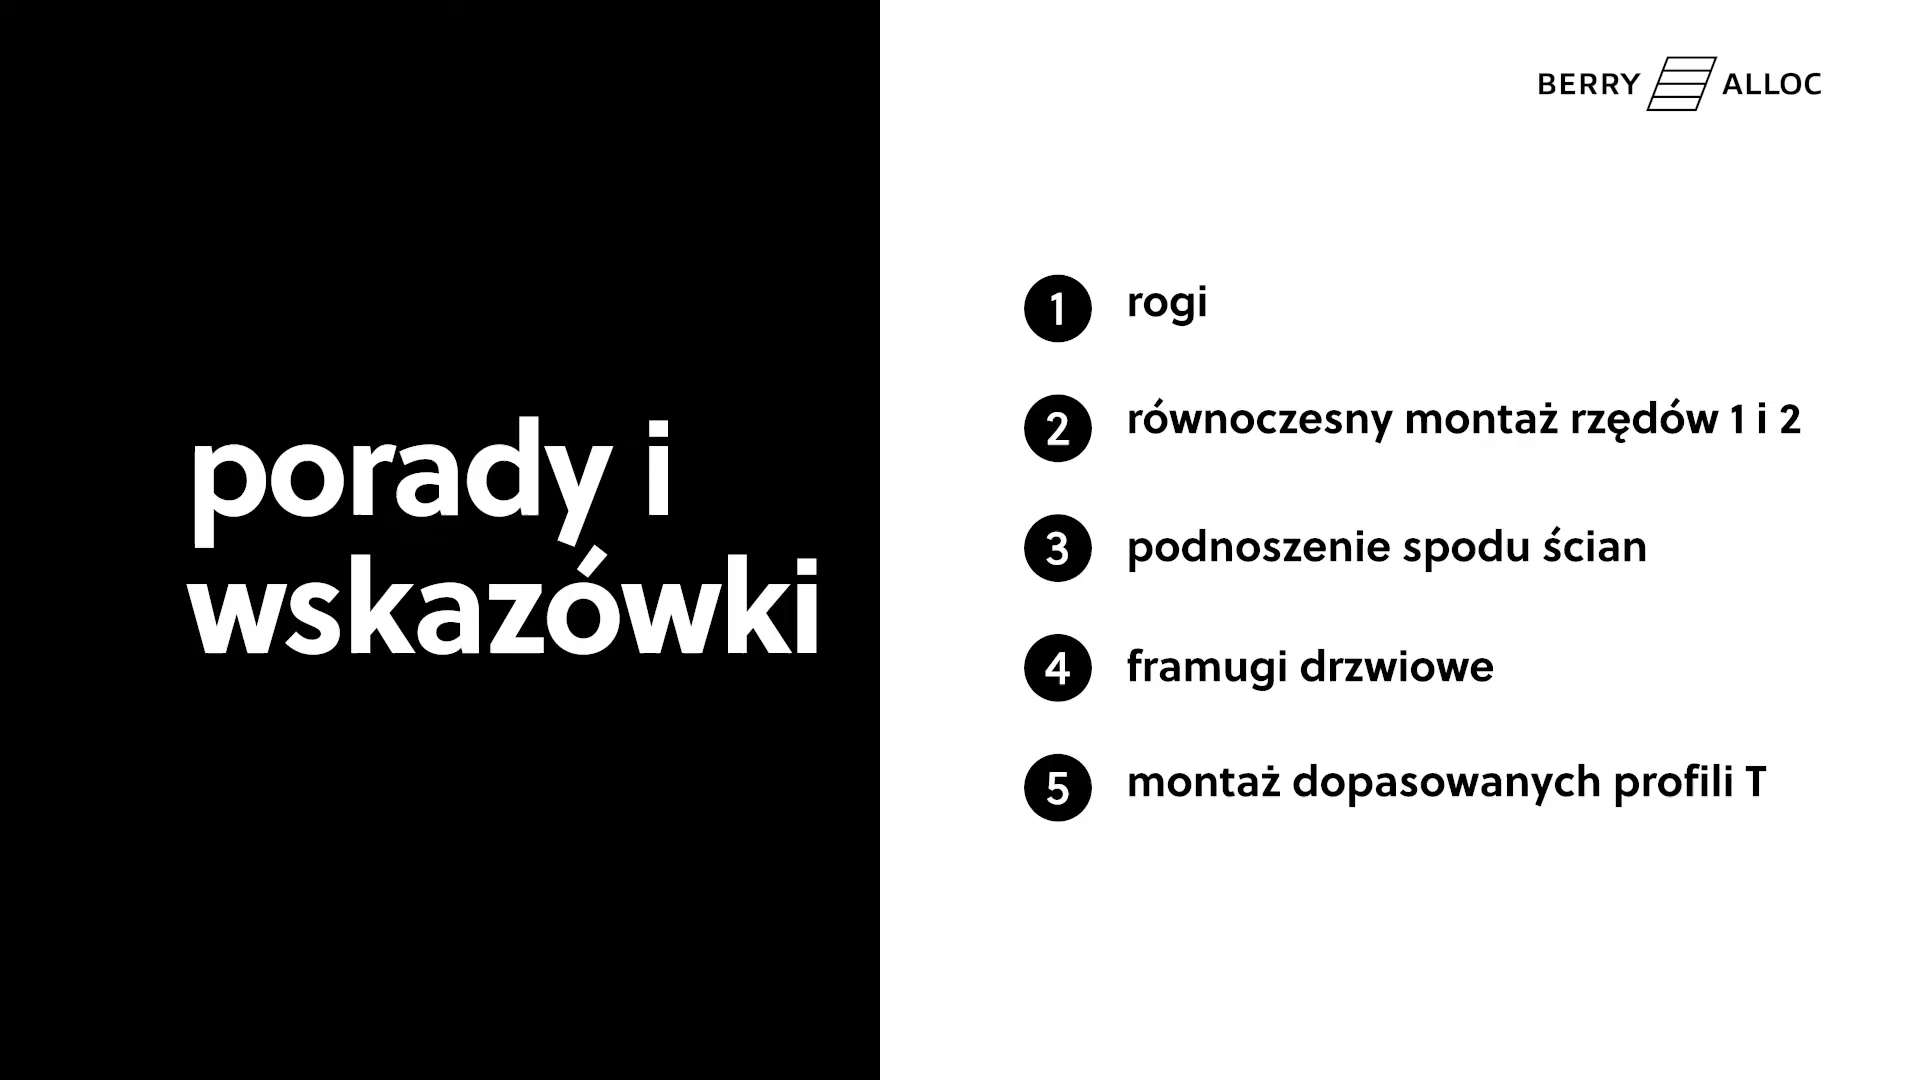 porady i
wskazówki
BERRY ALLOC
1 rogi
2 równoczesny montaż rzędów 1 i 2
3 podnoszenie spodu ścian
4 framugi drzwiowe
5 montaż dopasowanych profili T